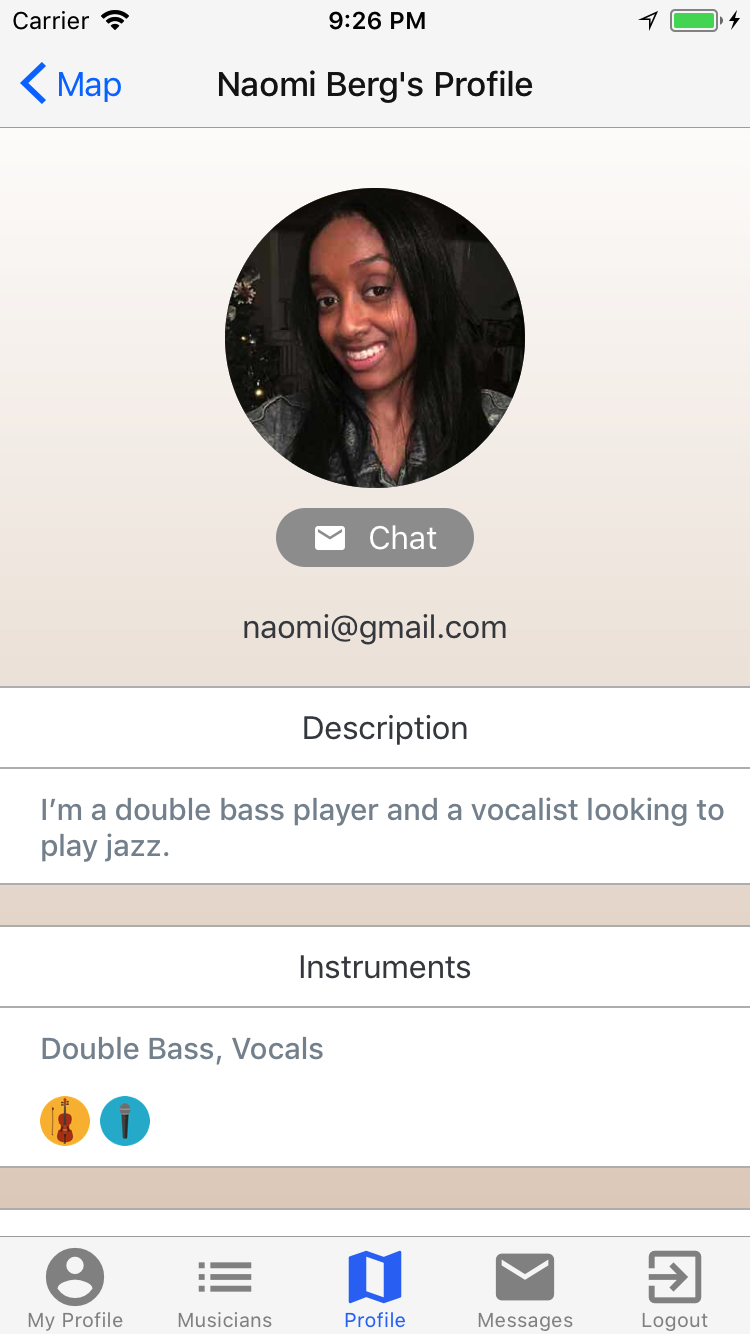 Carrier 9:26 PM
Map Naomi Berg's Profile
Chat
naomi@gmail.com
Description
I’m a double bass player and a vocalist looking to
play jazz.
Instruments
Double Bass, Vocals
My Profile Musicians Profile Messages Logout